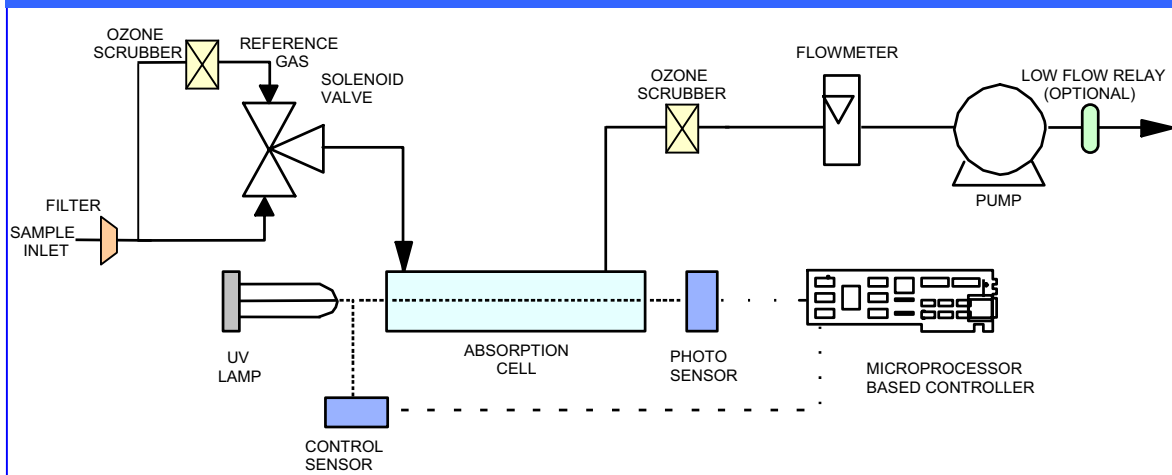 OZONE
SCRUBBER
REFERENCE
GAS
SOLENOID
VALVE
FILTER
SAMPLE
INLET
OZONE
SCRUBBER
FLOWMETER
LOW FLOW RELAY
(OPTIONAL)
PUMP
UV
LAMP
ABSORPTION
CELL
PHOTO
SENSOR
MICROPROCESSOR
BASED CONTROLLER
CONTROL
SENSOR